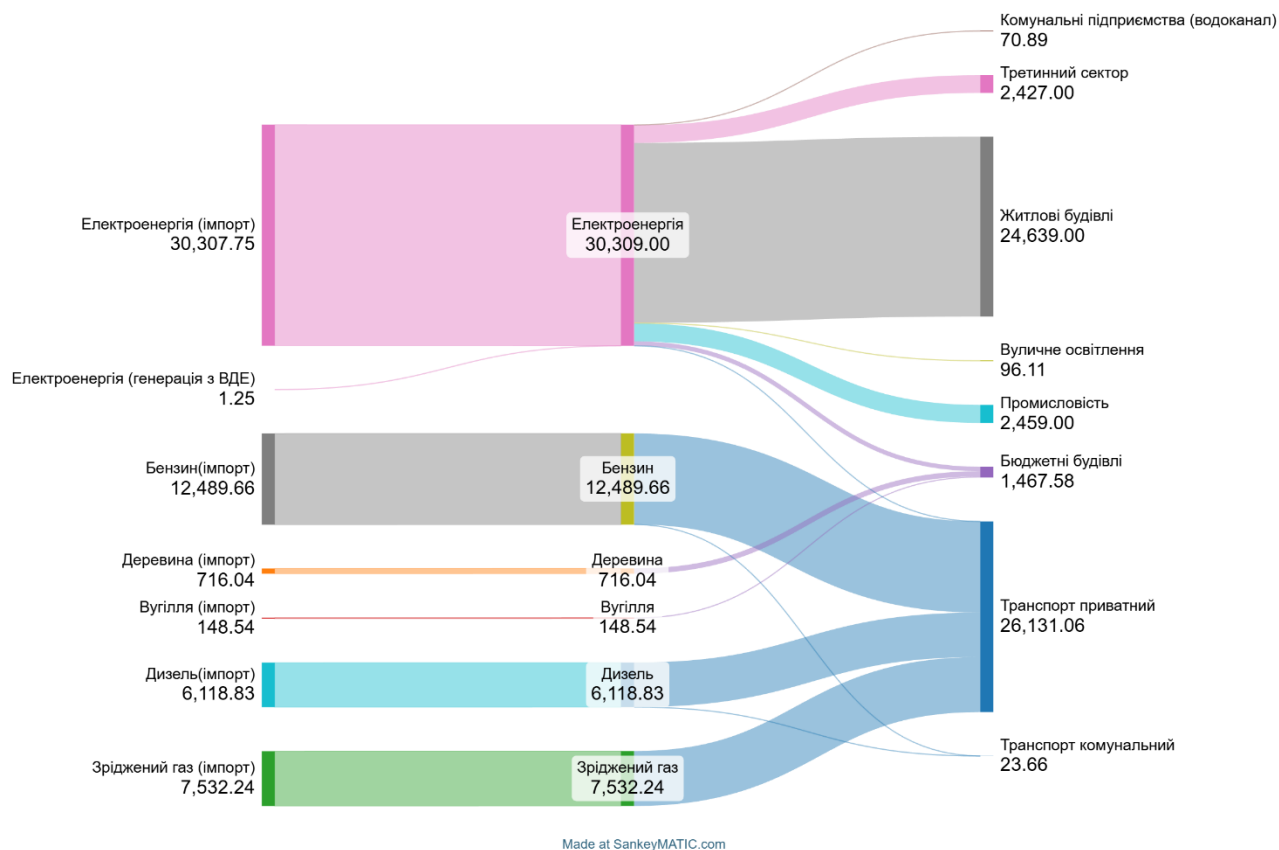 Комунальні підприємства (водоканал)
70.89
Третинний сектор
2,427.00
Електроенергія (імпорт)
30,307.75
Електроенергія
30,309.00
Житлові будівлі
24,639.00
Вуличне освітлення
96.11
Електроенергія (генерація з ВДЕ)
1.25
Промисловість
2,459.00
Бензин(імпорт)
12,489.66
Бензин
12,489.66
Бюджетні будівлі
1,467.58
Деревина (імпорт)
716.04
Деревина
716.04
Вугілля (імпорт)
148.54
Вугілля
148.54
Транспорт приватний
26,131.06
Дизель(імпорт)
6,118.83
Дизель
6,118.83
Транспорт комунальний
23.66
Зріджений газ (імпорт)
7,532.24
Зріджений газ
7,532.24
Made at SankeyMATIC.com